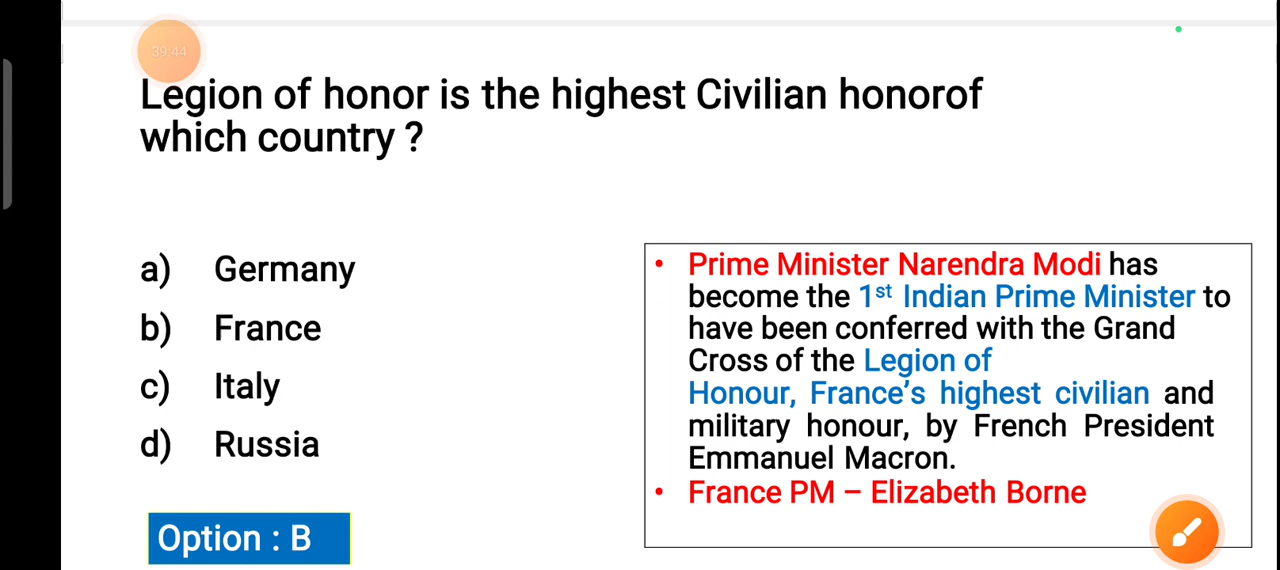 39:44
Legion of honor is the highest Civilian honorof
which country ?
a) Germany
b) France
c) Italy
d) Russia
Option : B
• Prime Minister Narendra Modi has
become the 1st Indian Prime Minister to
have been conferred with the Grand
Cross of the Legion of
Honour, France’s highest civilian and
military honour, by French President
Emmanuel Macron.
• France PM – Elizabeth Borne